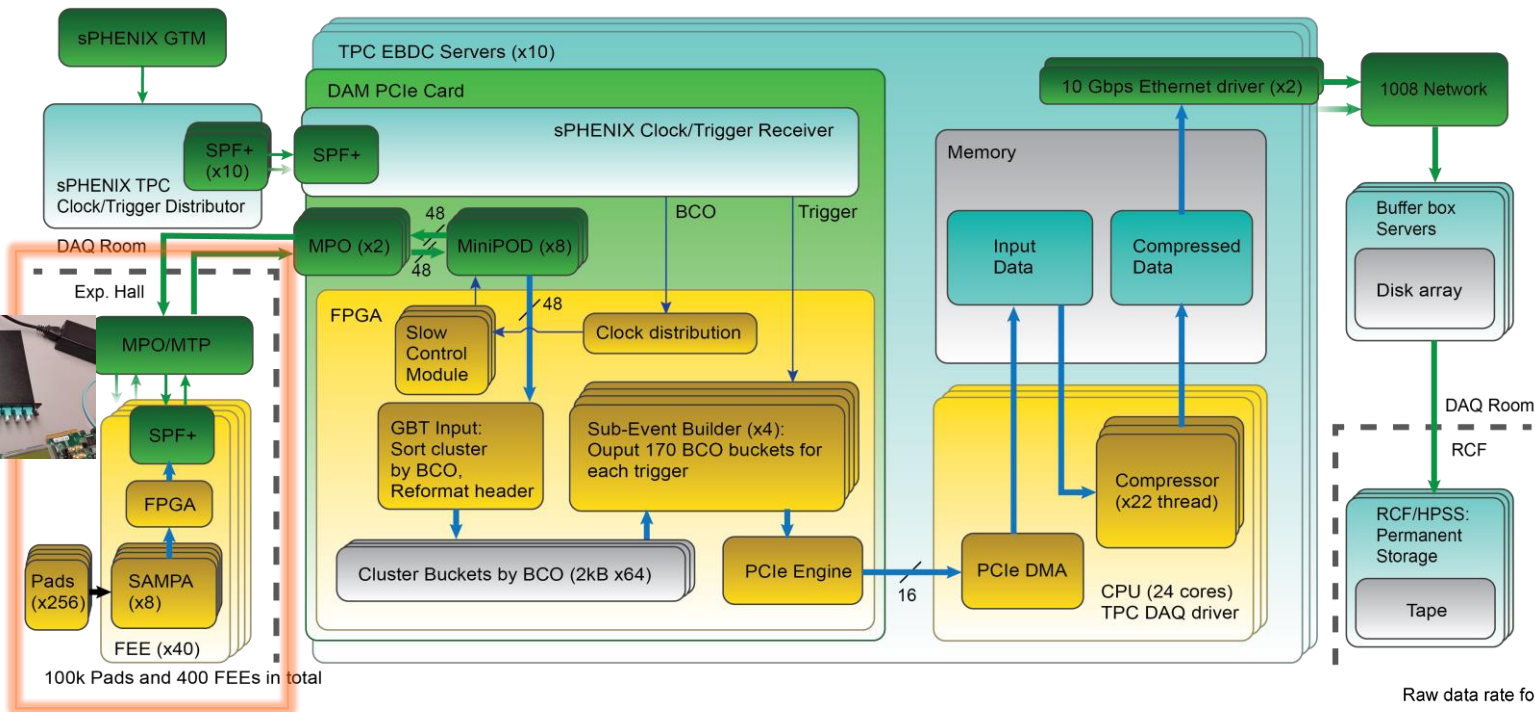 sPHENIX GTM
SPF+
(x10)
sPHENIX TPC
Clock/Trigger Distributor
DAQ Room
Exp. Hall
MPO/MTP
SPF+
FPGA
Pads
(x256)
SAMPA
(x8)
FEE (x40)
100k Pads and 400 FEEs in total
TPC EBDC Servers (x10)
DAM PCIe Card
sPHENIX Clock/Trigger Receiver
SPF+
BCO
Trigger
MPO (x2)
48
48
MiniPOD (x8)
48
FPGA
Slow
Control
Module
Clock distribution
GBT Input:
Sort cluster
by BCO,
Reformat header
Sub-Event Builder (x4):
Ouput 170 BCO buckets for
each trigger
Cluster Buckets by BCO (2kB x64)
PCIe Engine
16
10 Gbps Ethernet driver (x2)
Memory
Input
Data
Compressed
Data
Compressor
(x22 thread)
PCIe DMA
CPU (24 cores)
TPC DAQ driver
1008 Network
Buffer box
Servers
Disk array
DAQ Room
RCF
RCF/HPSS:
Permanent
Storage
Tape
Raw data rate fo